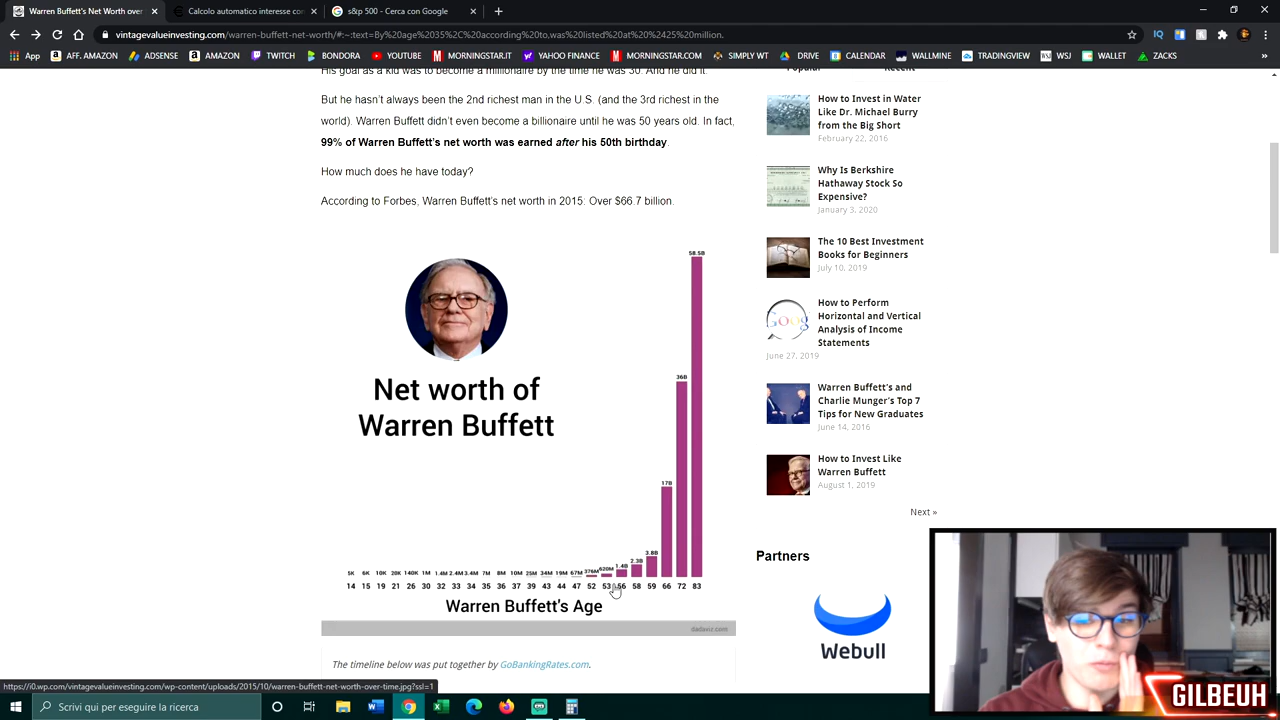 Warren Buffett's Net Worth over
Calcolo automatico interesse con
s&p 500 - Cerca con Google
vintagevalueinvesting.com/warren-buffett-net-worth/#:~:text=By%20age%2035%2C%20according%20to,was%20listed%20at%20%2425%20million.
App AFF. AMAZON ADSENSE AMAZON TWITCH BONDORA YOUTUBE MORNINGSTAR.IT YAHOO FINANCE MORNINGSTAR.COM SIMPLY WT DRIVE CALENDAR WALLMINE TRADINGVIEW WSJ WALLET ZACKS
His goal as a kid was to become a millionaire by the time he was 30. And he did it.
But he hasn't always been the 2nd richest man in the U.S. (and the 3rd richest in the
world). Warren Buffett didn't even become a billionaire until he was 50 years old. In fact,
99% of Warren Buffett's net worth was earned after his 50th birthday.
How much does he have today?
According to Forbes, Warren Buffett's net worth in 2015: Over $66.7 billion.
Net worth of
Warren Buffett
58.5B
36B
17B
5K 6K 10K 20K 140K 1M 1.4M 2.4M 3.4M 7M 8M 10M 25M 34M 19M 67M 376M 620M 1.4B 2.3B 3.8B
14 15 19 21 26 30 32 33 34 35 36 37 39 43 44 47 52 53 56 58 59 66 72 83
Warren Buffett's Age
dadaviz.com
The timeline below was put together by GoBankingRates.com.
Popular Recent
How to Invest in Water
Like Dr. Michael Burry
from the Big Short
February 22, 2016
Why Is Berkshire
Hathaway Stock So
Expensive?
January 3, 2020
The 10 Best Investment
Books for Beginners
July 10, 2019
Goog
How to Perform
Horizontal and Vertical
Analysis of Income
Statements
June 27, 2019
Warren Buffett's and
Charlie Munger's Top 7
Tips for New Graduates
June 14, 2016
How to Invest Like
Warren Buffett
August 1, 2019
Next »
Partners
Webull
GILBEUH
https://i0.wp.com/vintagevalueinvesting.com/wp-content/uploads/2015/10/warren-buffett-net-worth-over-time.jpg?ssl=1
Scrivi qui per eseguire la ricerca